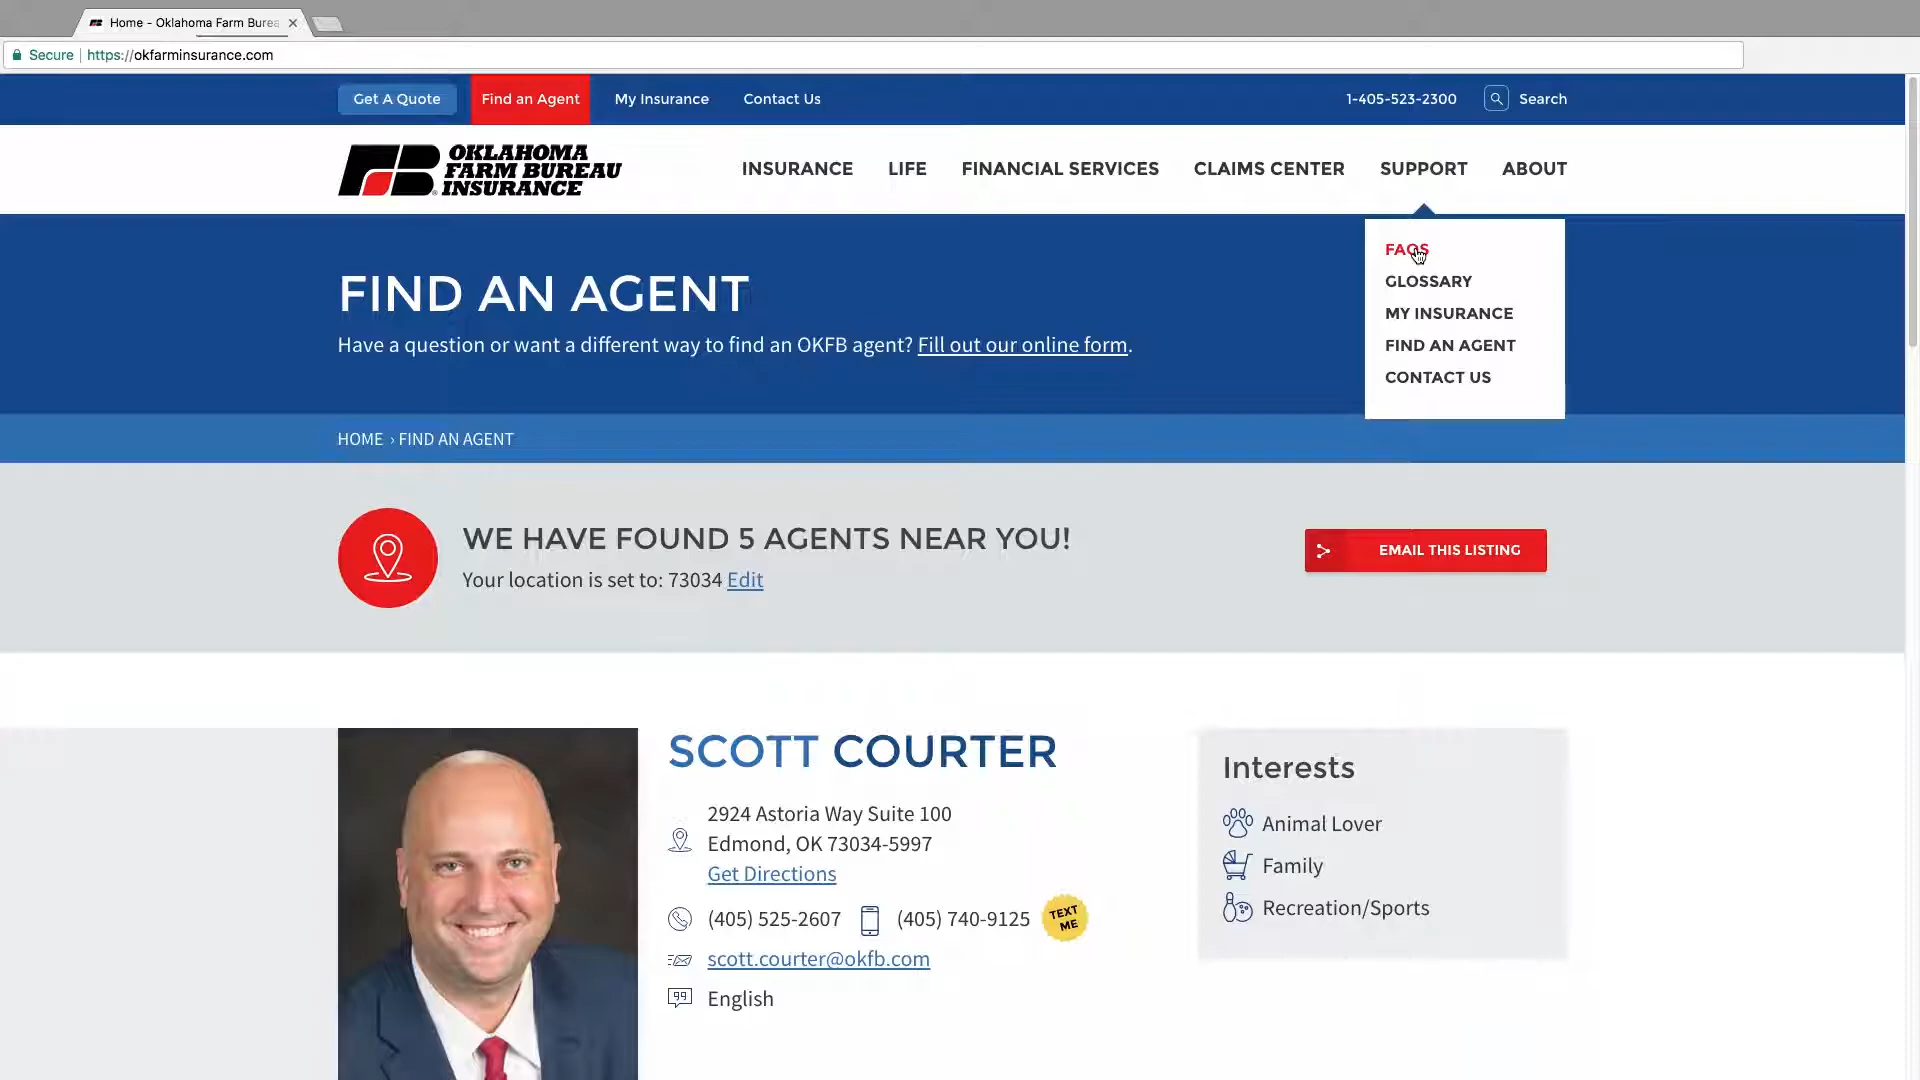 Home - Oklahoma Farm Burea
Secure
https://okfarminsurance.com
Get A Quote
Find an Agent
My Insurance
Contact Us
1-405-523-2300
Search
OKLAHOMA
FARM BUREAU
INSURANCE
INSURANCE
LIFE
FINANCIAL SERVICES
CLAIMS CENTER
SUPPORT
ABOUT
FAQS
GLOSSARY
MY INSURANCE
FIND AN AGENT
CONTACT US
FIND AN AGENT
Have a question or want a different way to find an OKFB agent? Fill out our online form.
HOME › FIND AN AGENT
WE HAVE FOUND 5 AGENTS NEAR YOU!
Your location is set to: 73034 Edit
EMAIL THIS LISTING
SCOTT COURTER
2924 Astoria Way Suite 100
Edmond, OK 73034-5997
Get Directions
(405) 525-2607
(405) 740-9125
TEXT
ME
scott.courter@okfb.com
English
Interests
Animal Lover
Family
Recreation/Sports